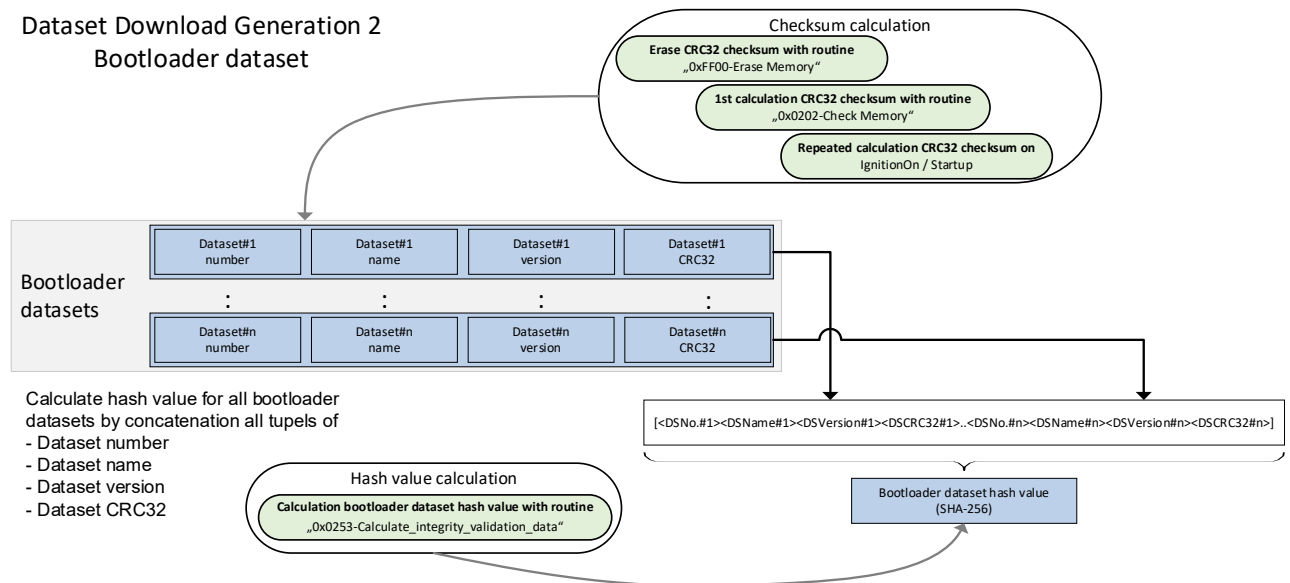 Dataset Download Generation 2
Bootloader dataset
Checksum calculation
Erase CRC32 checksum with routine
„0xFF00-Erase Memory“
1st calculation CRC32 checksum with routine
„0x0202-Check Memory“
Repeated calculation CRC32 checksum on
IgnitionOn / Startup
Bootloader
datasets
Dataset#1
number
Dataset#1
name
Dataset#1
version
Dataset#1
CRC32
:
:
:
:
Dataset#n
number
Dataset#n
name
Dataset#n
version
Dataset#n
CRC32
Calculate hash value for all bootloader
datasets by concatenation all tupels of
- Dataset number
- Dataset name
- Dataset version
- Dataset CRC32
[<DSNo.#1><DSName#1><DSVersion#1><DSCRC32#1>..<DSNo.#n><DSName#n><DSVersion#n><DSCRC32#n>]
Hash value calculation
Calculation bootloader dataset hash value with routine
„0x0253-Calculate_integrity_validation_data“
Bootloader dataset hash value
(SHA-256)